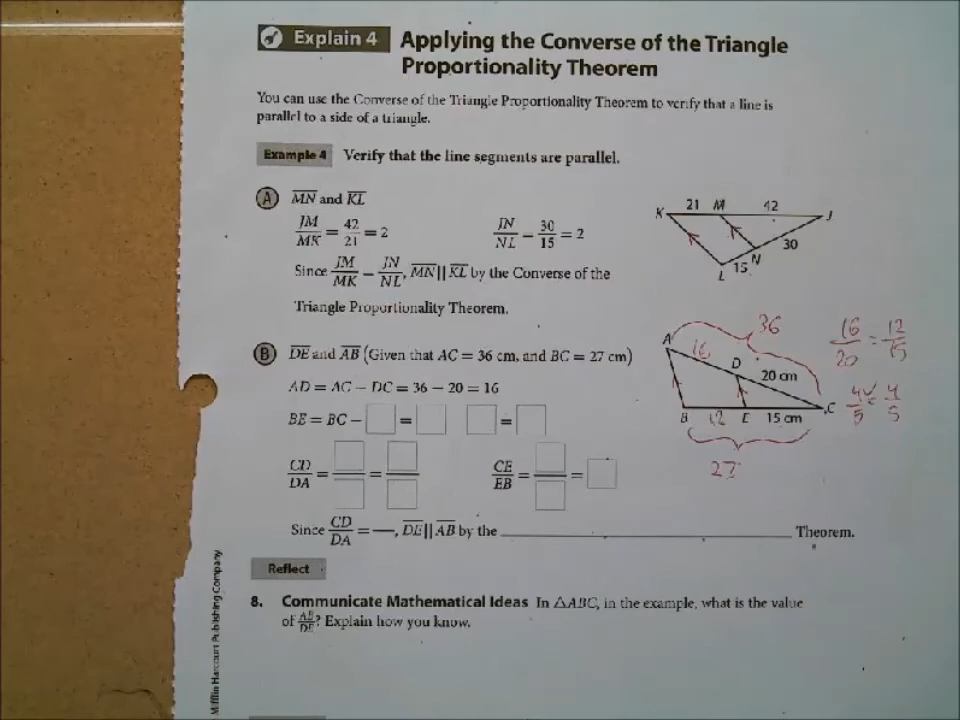 Explain 4 Applying the Converse of the Triangle
Proportionality Theorem
You can use the Converse of the Triangle Proportionality Theorem to verify that a line is
parallel to a side of a triangle.
Example 4 Verify that the line segments are parallel.
A MN and KL
JM/MK = 42/21 = 2 JN/NL = 30/15 = 2
Since JM/MK = JN/NL, MN || KL by the Converse of the
Triangle Proportionality Theorem.
K 21 M 42 J
30
N
15
L
B DE and AB (Given that AC = 36 cm, and BC = 27 cm)
AD = AC − DC = 36 − 20 = 16
BE = BC − = =
CD/DA = = CE/EB = =
Since CD/DA = —, DE || AB by the Theorem.
36
A 16 D 20 cm
B 12 E 15 cm C
27
16/20 = 12/15
4/5 = 4/5
Reflect
8. Communicate Mathematical Ideas In △ABC, in the example, what is the value
of AB/DE? Explain how you know.
Mifflin Harcourt Publishing Company